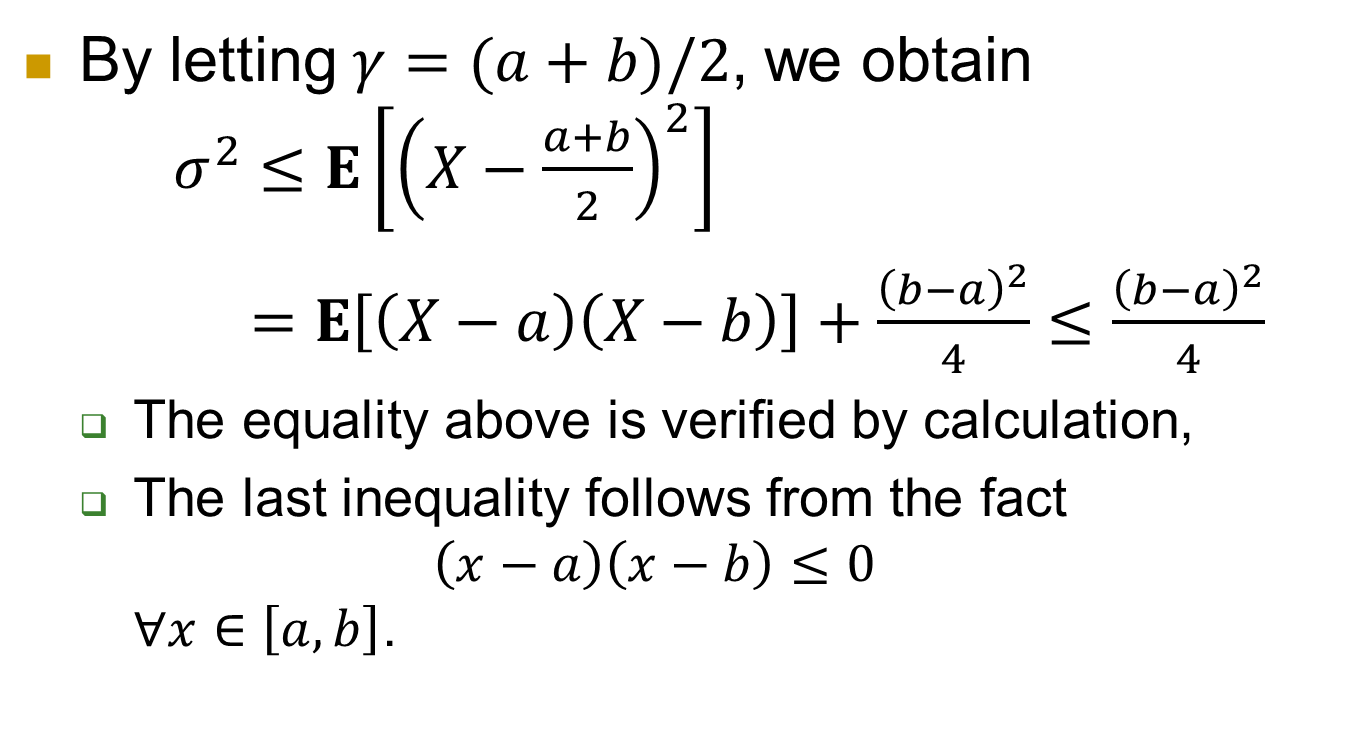 By letting γ = (a + b)/2, we obtain
σ² ≤ 𝐄[(X − (a+b)/2)²]
= 𝐄[(X − a)(X − b)] + (b−a)²/4 ≤ (b−a)²/4
The equality above is verified by calculation,
The last inequality follows from the fact
(x − a)(x − b) ≤ 0
∀x ∈ [a, b].